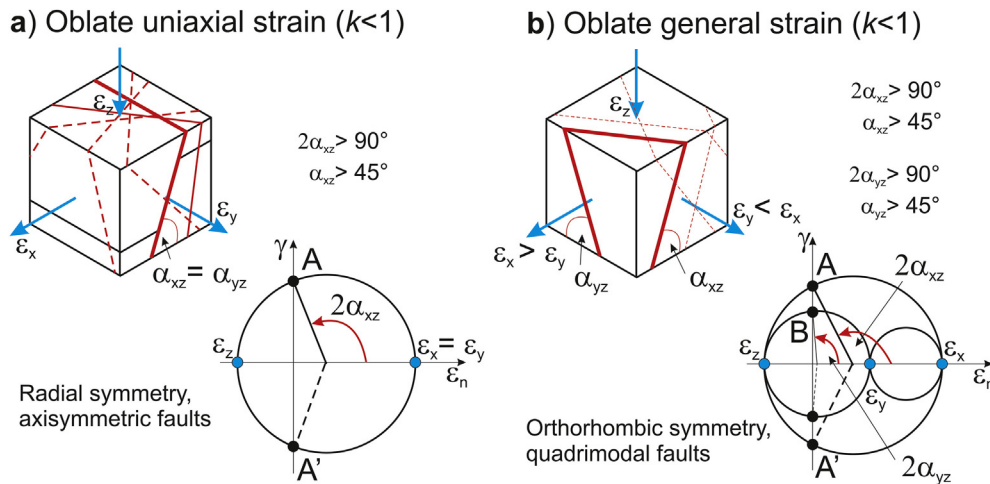 a) Oblate uniaxial strain (k<1)
εz
2αxz> 90°
αxz> 45°
εx
εy
αxz= αyz
γ
A
2αxz
εz
εx= εy
εn
A’
Radial symmetry,
axisymmetric faults
b) Oblate general strain (k<1)
εz
2αxz> 90°
αxz> 45°
2αyz> 90°
αyz> 45°
εy< εx
εx> εy
αyz
αxz
γ
A
2αxz
B
εz
εx
εy
εn
A’
2αyz
Orthorhombic symmetry,
quadrimodal faults